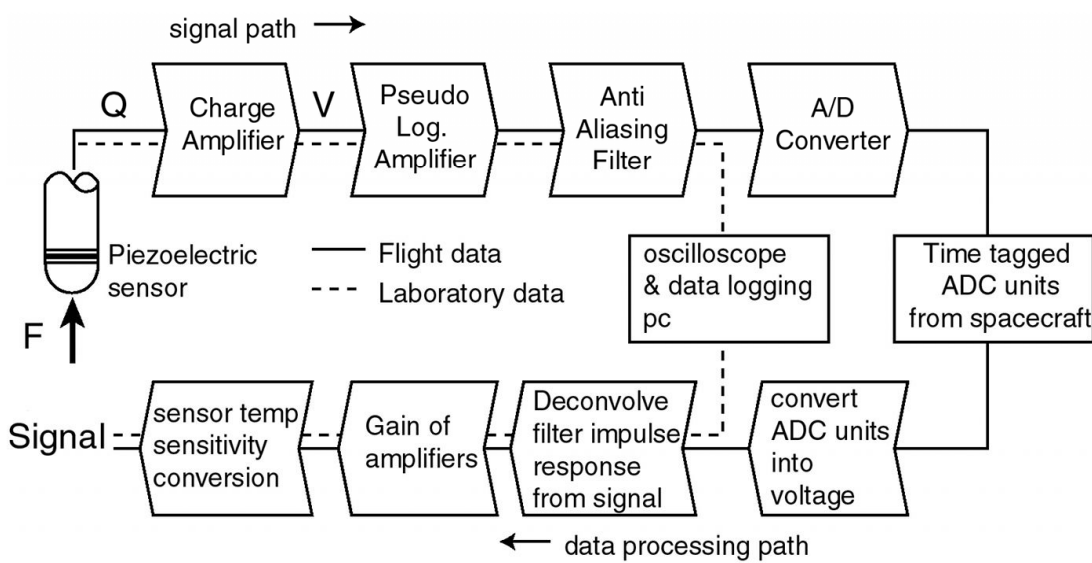 signal path
Q
Charge
Amplifier
V
Pseudo
Log.
Amplifier
Anti
Aliasing
Filter
A/D
Converter
Piezoelectric
sensor
F
Flight data
Laboratory data
oscilloscope
& data logging
pc
Time tagged
ADC units
from spacecraft
Signal
sensor temp
sensitivity
conversion
Gain of
amplifiers
Deconvolve
filter impulse
response
from signal
convert
ADC units
into
voltage
data processing path